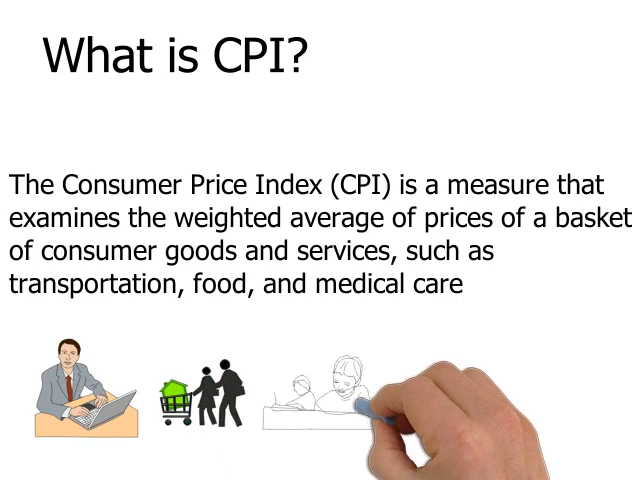 What is CPI?
The Consumer Price Index (CPI) is a measure that
examines the weighted average of prices of a basket
of consumer goods and services, such as
transportation, food, and medical care